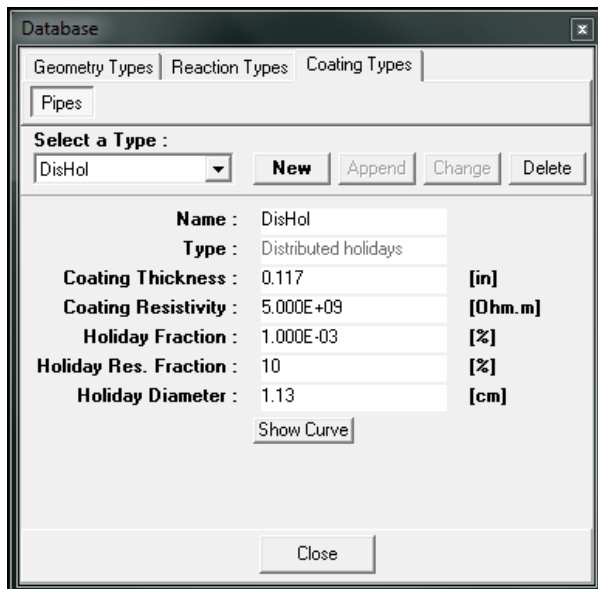 Database
Geometry Types Reaction Types Coating Types
Pipes
Select a Type :
DisHol New Append Change Delete
Name : DisHol
Type : Distributed holidays
Coating Thickness : 0.117 [in]
Coating Resistivity : 5.000E+09 [Ohm.m]
Holiday Fraction : 1.000E-03 [%]
Holiday Res. Fraction : 10 [%]
Holiday Diameter : 1.13 [cm]
Show Curve
Close